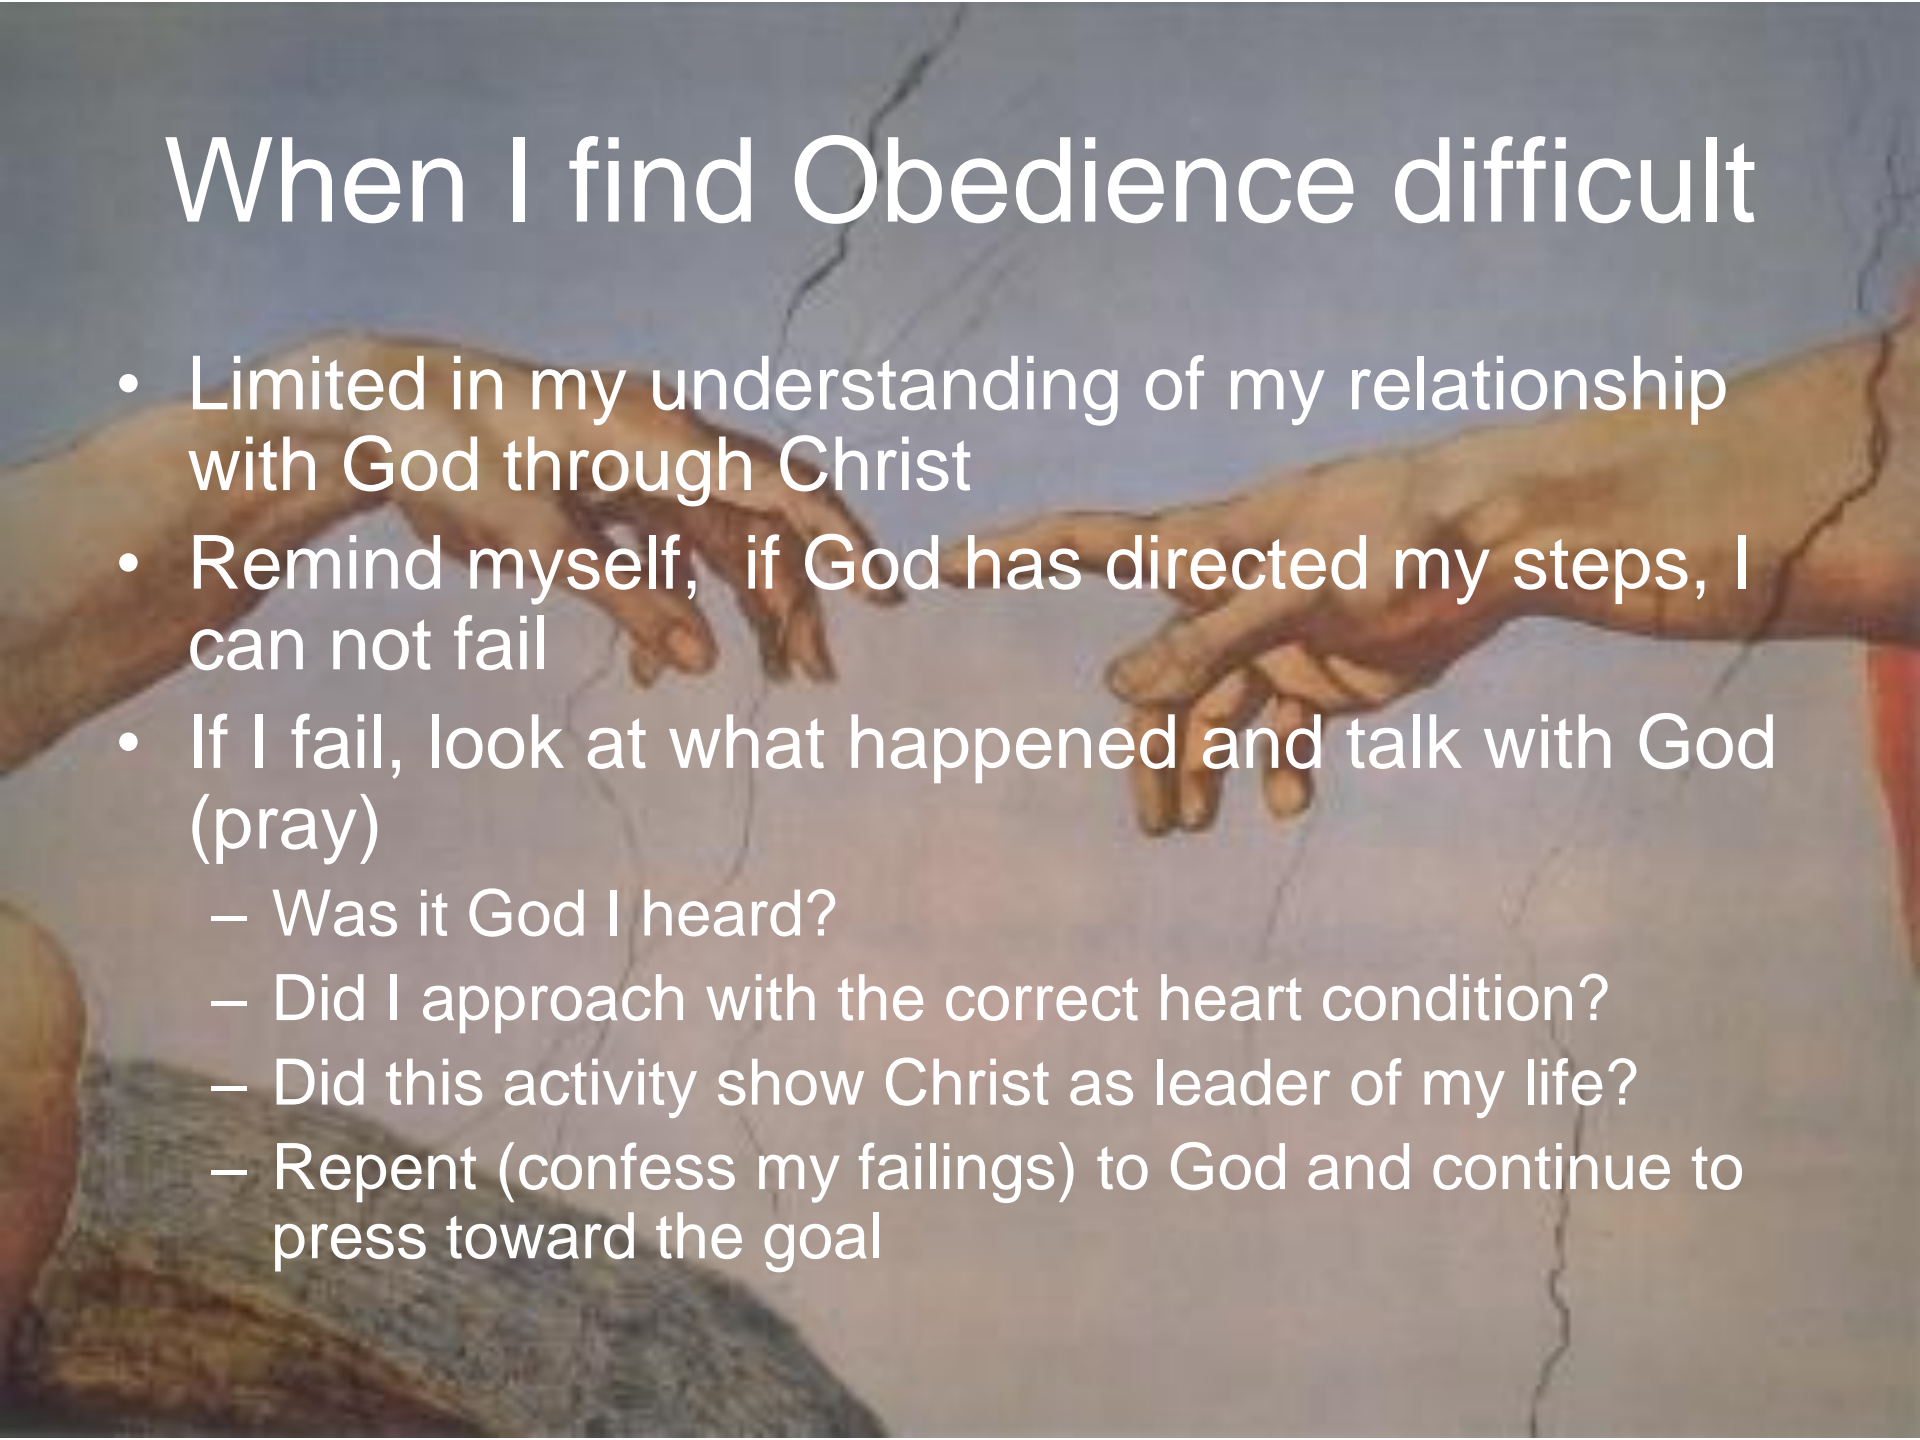 When I find Obedience difficult
• Limited in my understanding of my relationship
with God through Christ
• Remind myself,  if God has directed my steps, I
can not fail
• If I fail, look at what happened and talk with God
(pray)
– Was it God I heard?
– Did I approach with the correct heart condition?
– Did this activity show Christ as leader of my life?
– Repent (confess my failings) to God and continue to
press toward the goal